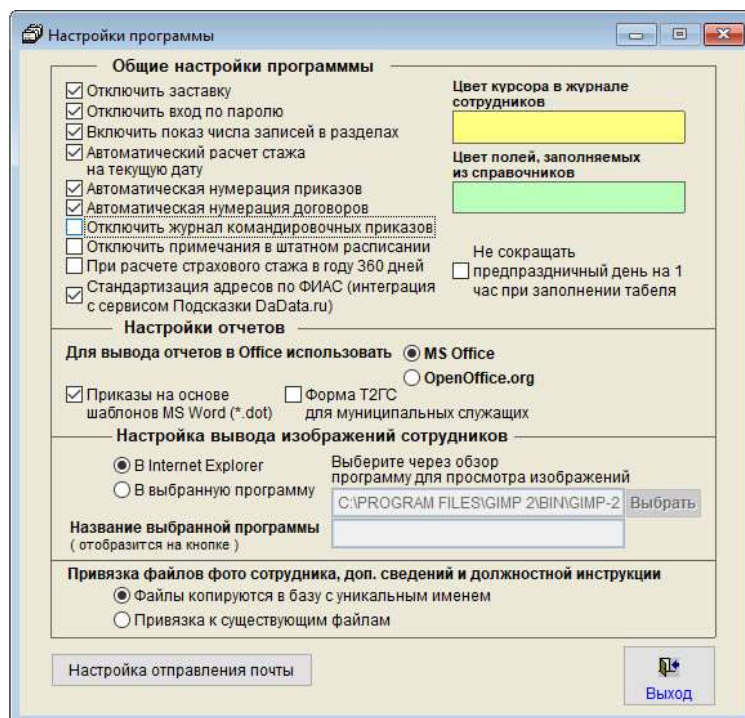 Настройки программы
Общие настройки программмы
Отключить заставку
Отключить вход по паролю
Включить показ числа записей в разделах
Автоматический расчет стажа
на текущую дату
Автоматическая нумерация приказов
Автоматическая нумерация договоров
Отключить журнал командировочных приказов
Отключить примечания в штатном расписании
При расчете страхового стажа в году 360 дней
Стандартизация адресов по ФИАС (интеграция
с сервисом Подсказки DaData.ru)
Цвет курсора в журнале
сотрудников
Цвет полей, заполняемых
из справочников
Не сокращать
предпраздничный день на 1
час при заполнении табеля
Настройки отчетов
Для вывода отчетов в Office использовать
MS Office
OpenOffice.org
Приказы на основе
шаблонов MS Word (*.dot)
Форма Т2ГС
для муниципальных служащих
Настройка вывода изображений сотрудников
В Internet Explorer
В выбранную программу
Выберите через обзор
программу для просмотра изображений
C:\PROGRAM FILES\GIMP 2\BIN\GIMP-2
Выбрать
Название выбранной программы
( отобразится на кнопке )
Привязка файлов фото сотрудника, доп. сведений и должностной инструкции
Файлы копируются в базу с уникальным именем
Привязка к существующим файлам
Настройка отправления почты
Выход